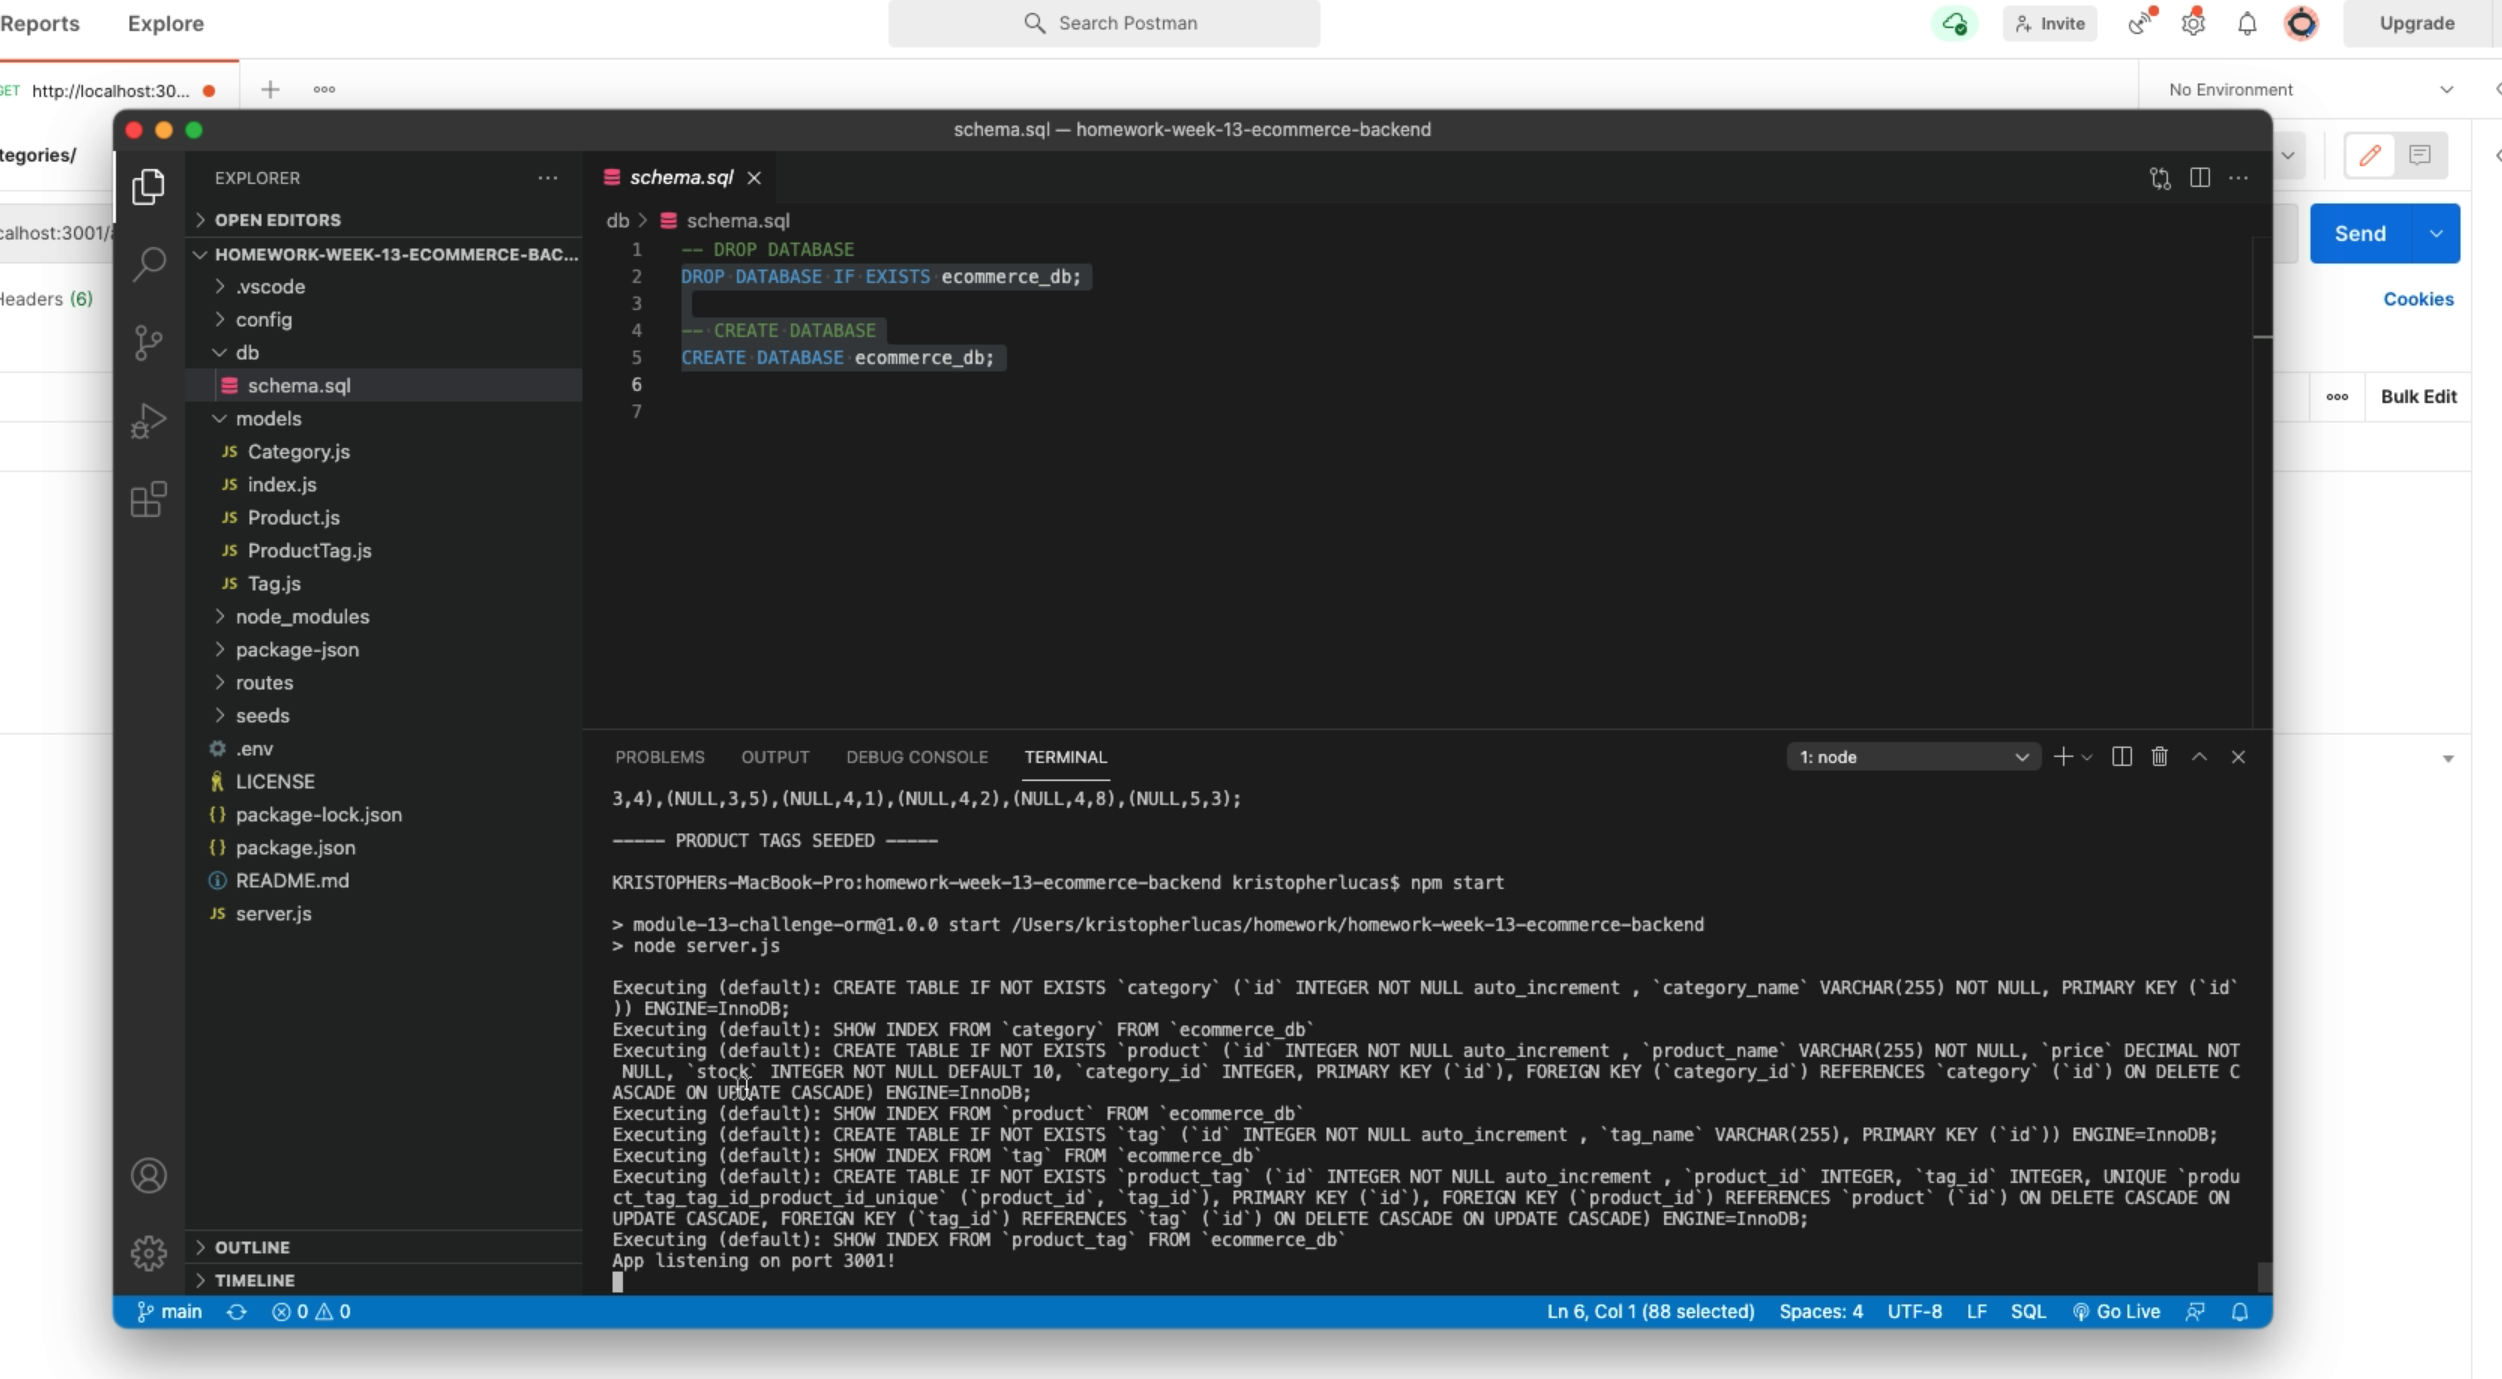 Reports
Explore
Search Postman
Invite
Upgrade
GET http://localhost:30...
No Environment
tegories/
calhost:3001/
Headers (6)
Send
Cookies
Bulk Edit
schema.sql — homework-week-13-ecommerce-backend
EXPLORER
OPEN EDITORS
HOMEWORK-WEEK-13-ECOMMERCE-BAC...
.vscode
config
db
schema.sql
models
JS Category.js
JS index.js
JS Product.js
JS ProductTag.js
JS Tag.js
node_modules
package-json
routes
seeds
.env
LICENSE
{} package-lock.json
{} package.json
README.md
JS server.js
OUTLINE
TIMELINE
schema.sql
db > schema.sql
1 -- DROP DATABASE
2 DROP DATABASE IF EXISTS ecommerce_db;
3
4 -- CREATE DATABASE
5 CREATE DATABASE ecommerce_db;
6
7
PROBLEMS OUTPUT DEBUG CONSOLE TERMINAL
1: node
3,4),(NULL,3,5),(NULL,4,1),(NULL,4,2),(NULL,4,8),(NULL,5,3);
----- PRODUCT TAGS SEEDED -----
KRISTOPHERs-MacBook-Pro:homework-week-13-ecommerce-backend kristopherlucas$ npm start
> module-13-challenge-orm@1.0.0 start /Users/kristopherlucas/homework/homework-week-13-ecommerce-backend
> node server.js
Executing (default): CREATE TABLE IF NOT EXISTS `category` (`id` INTEGER NOT NULL auto_increment , `category_name` VARCHAR(255) NOT NULL, PRIMARY KEY (`id`
)) ENGINE=InnoDB;
Executing (default): SHOW INDEX FROM `category` FROM `ecommerce_db`
Executing (default): CREATE TABLE IF NOT EXISTS `product` (`id` INTEGER NOT NULL auto_increment , `product_name` VARCHAR(255) NOT NULL, `price` DECIMAL NOT
NULL, `stock` INTEGER NOT NULL DEFAULT 10, `category_id` INTEGER, PRIMARY KEY (`id`), FOREIGN KEY (`category_id`) REFERENCES `category` (`id`) ON DELETE C
ASCADE ON UPDATE CASCADE) ENGINE=InnoDB;
Executing (default): SHOW INDEX FROM `product` FROM `ecommerce_db`
Executing (default): CREATE TABLE IF NOT EXISTS `tag` (`id` INTEGER NOT NULL auto_increment , `tag_name` VARCHAR(255), PRIMARY KEY (`id`)) ENGINE=InnoDB;
Executing (default): SHOW INDEX FROM `tag` FROM `ecommerce_db`
Executing (default): CREATE TABLE IF NOT EXISTS `product_tag` (`id` INTEGER NOT NULL auto_increment , `product_id` INTEGER, `tag_id` INTEGER, UNIQUE `produ
ct_tag_tag_id_product_id_unique` (`product_id`, `tag_id`), PRIMARY KEY (`id`), FOREIGN KEY (`product_id`) REFERENCES `product` (`id`) ON DELETE CASCADE ON
UPDATE CASCADE, FOREIGN KEY (`tag_id`) REFERENCES `tag` (`id`) ON DELETE CASCADE ON UPDATE CASCADE) ENGINE=InnoDB;
Executing (default): SHOW INDEX FROM `product_tag` FROM `ecommerce_db`
App listening on port 3001!
main 0 0
Ln 6, Col 1 (88 selected) Spaces: 4 UTF-8 LF SQL Go Live